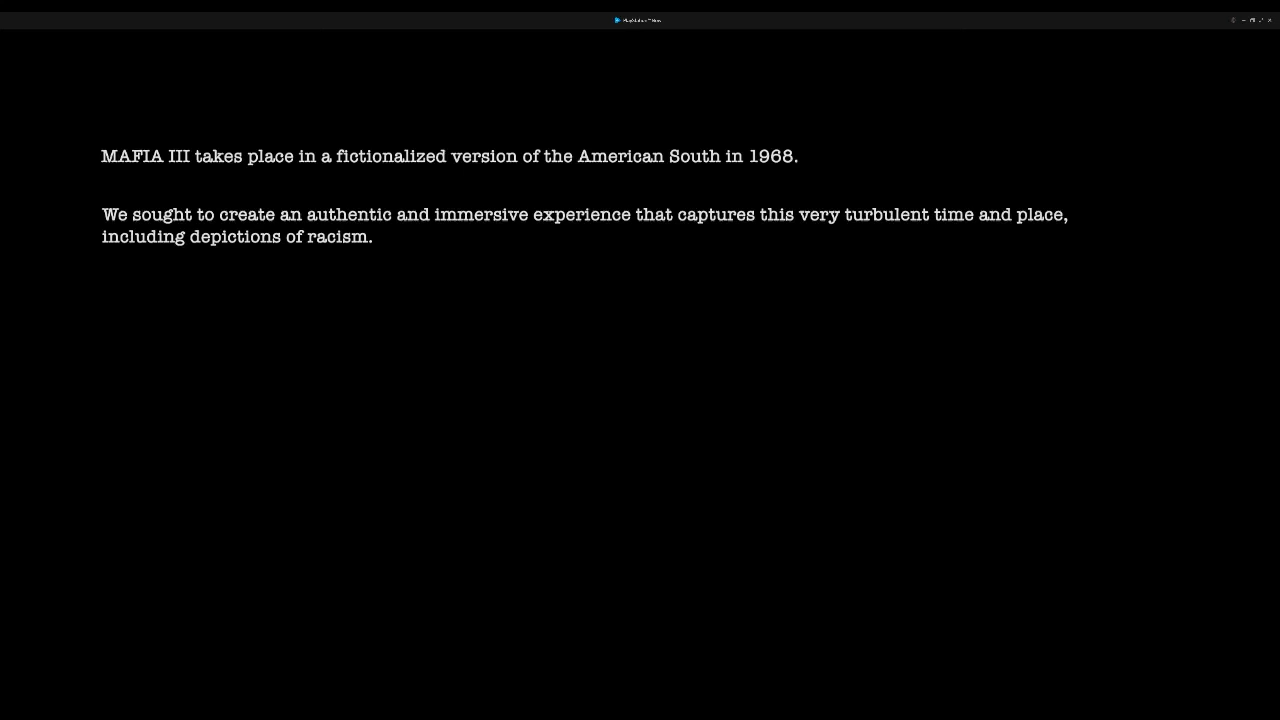 PlayStation™Now
MAFIA III takes place in a fictionalized version of the American South in 1968.
We sought to create an authentic and immersive experience that captures this very turbulent time and place,
including depictions of racism.